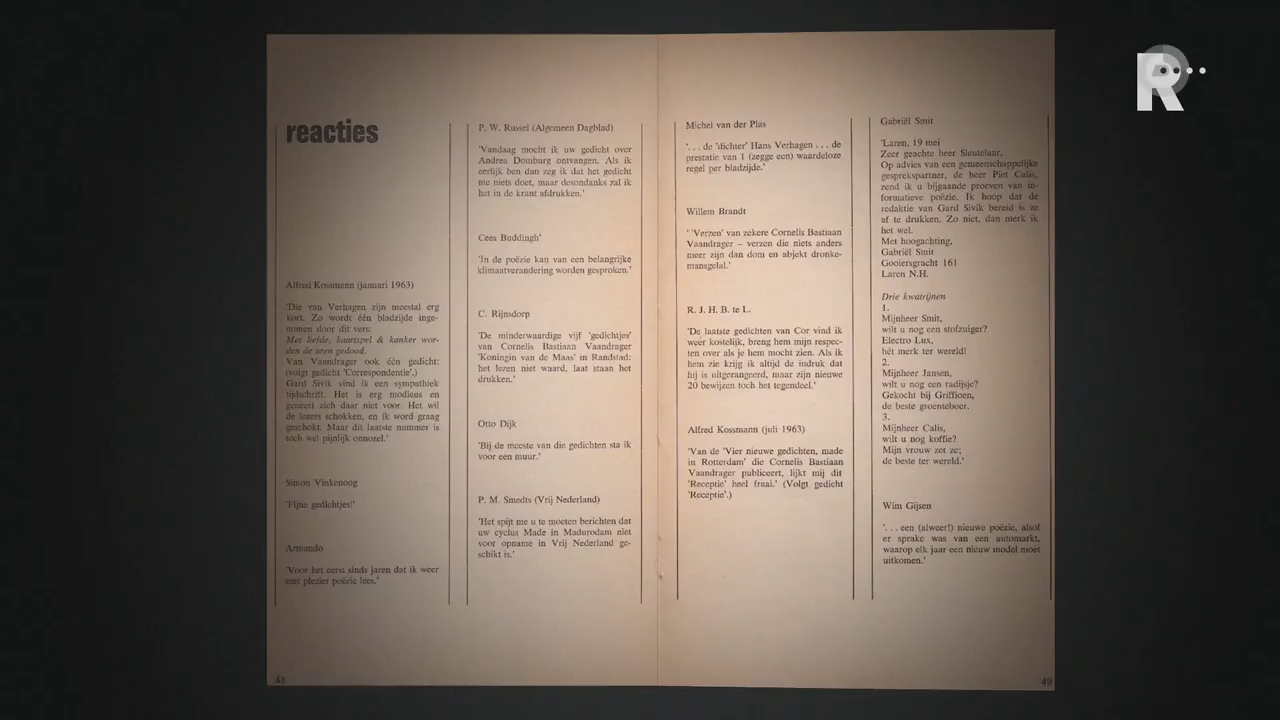 reacties
Alfred Kossmann (januari 1963)
'Die van Verhagen zijn meestal erg
kort. Zo wordt één bladzijde inge-
nomen door dit vers:
Met liefde, kaartspel & kanker wor-
den de uren gedood.
Van Vaandrager ook één gedicht:
(volgt gedicht 'Correspondentie'.)
Gard Sivik vind ik een sympathiek
tijdschrift. Het is erg modieus en
geneert zich daar niet voor. Het wil
de lezers schokken, en ik word graag
geschokt. Maar dit laatste nummer is
toch wel pijnlijk onnozel.'
Simon Vinkenoog
'Fijne gedichtjes!'
Armando
'Voor het eerst sinds jaren dat ik weer
met plezier poëzie lees.'
48
P. W. Russel (Algemeen Dagblad)
'Vandaag mocht ik uw gedicht over
Andrea Domburg ontvangen. Als ik
eerlijk ben dan zeg ik dat het gedicht
me niets doet, maar desondanks zal ik
het in de krant afdrukken.'
Cees Buddingh'
'In de poëzie kan van een belangrijke
klimaatverandering worden gesproken.'
C. Rijnsdorp
'De minderwaardige vijf 'gedichtjes'
van Cornelis Bastiaan Vaandrager
'Koningin van de Maas' in Randstad:
het lezen niet waard, laat staan het
drukken.'
Otto Dijk
'Bij de meeste van die gedichten sta ik
voor een muur.'
P. M. Smedts (Vrij Nederland)
'Het spijt me u te moeten berichten dat
uw cyclus Made in Madurodam niet
voor opname in Vrij Nederland ge-
schikt is.'
Michel van der Plas
'. . . de 'dichter' Hans Verhagen . . . de
prestatie van 1 (zegge een) waardeloze
regel per bladzijde.'
Willem Brandt
' 'Verzen' van zekere Cornelis Bastiaan
Vaandrager – verzen die niets anders
meer zijn dan dom en abjekt dronke-
mansgelal.'
R. J. H. B. te L.
'De laatste gedichten van Cor vind ik
weer kostelijk, breng hem mijn respec-
ten over als je hem mocht zien. Als ik
hem zie krijg ik altijd de indruk dat
hij is uitgerangeerd, maar zijn nieuwe
20 bewijzen toch het tegendeel.'
Alfred Kossmann (juli 1963)
'Van de 'Vier nieuwe gedichten, made
in Rotterdam' die Cornelis Bastiaan
Vaandrager publiceert, lijkt mij dit
'Receptie' heel fraai.' (Volgt gedicht
'Receptie'.)
Gabriël Smit
'Laren, 19 mei
Zeer geachte heer Sleutelaar,
Op advies van een gemeenschappelijke
gesprekspartner, de heer Piet Calis,
zend ik u bijgaande proeven van in-
formatieve poëzie. Ik hoop dat de
redaktie van Gard Sivik bereid is ze
af te drukken. Zo niet, dan merk ik
het wel.
Met hoogachting,
Gabriël Smit
Gooiersgracht 161
Laren N.H.
Drie kwatrijnen
1.
Mijnheer Smit,
wilt u nog een stofzuiger?
Electro Lux,
hét merk ter wereld!
2.
Mijnheer Jansen,
wilt u nog een radijsje?
Gekocht bij Griffioen,
de beste groenteboer.
3.
Mijnheer Calis,
wilt u nog koffie?
Mijn vrouw zet ze;
de beste ter wereld.'
Wim Gijsen
'. . . een (alweer!) nieuwe poëzie, alsof
er sprake was van een automarkt,
waarop elk jaar een nieuw model moet
uitkomen.'
49
R